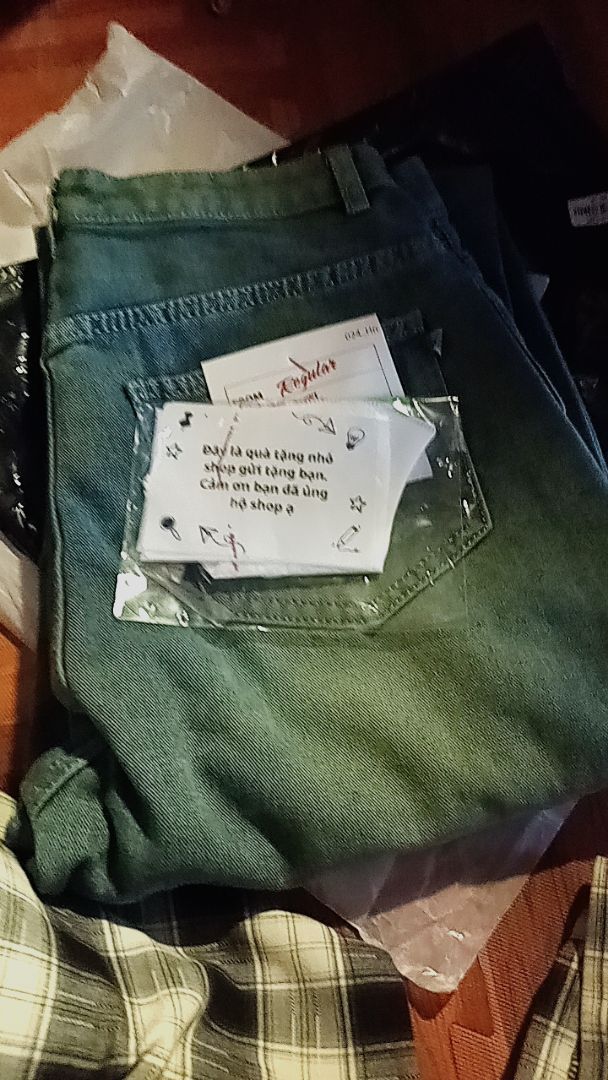 Regular
Đây là quà tặng nhỏ
shop gửi tặng bạn.
Cảm ơn bạn đã ủng
hộ shop ạ